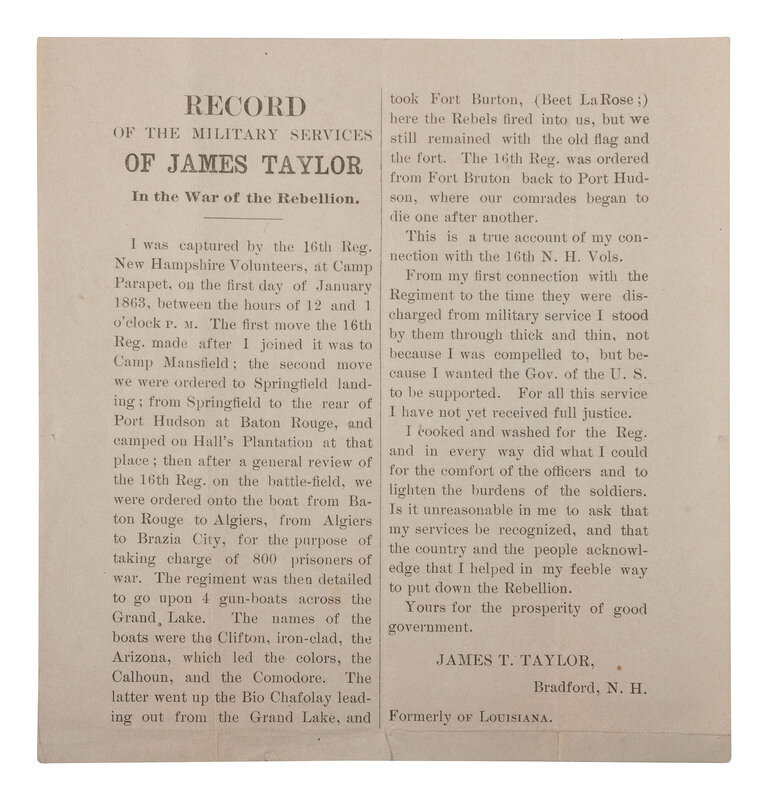 RECORD
OF THE MILITARY SERVICES
OF JAMES TAYLOR
In the War of the Rebellion.
I was captured by the 16th Reg.
New Hampshire Volunteers, at Camp
Parapet, on the first day of January
1863, between the hours of 12 and 1
o'clock P. M. The first move the 16th
Reg. made after I joined it was to
Camp Mansfield; the second move
we were ordered to Springfield land-
ing; from Springfield to the rear of
Port Hudson at Baton Rouge, and
camped on Hall's Plantation at that
place; then after a general review of
the 16th Reg. on the battle-field, we
were ordered onto the boat from Ba-
ton Rouge to Algiers, from Algiers
to Brazia City, for the purpose of
taking charge of 800 prisoners of
war. The regiment was then detailed
to go upon 4 gun-boats across the
Grand Lake. The names of the
boats were the Clifton, iron-clad, the
Arizona, which led the colors, the
Calhoun, and the Comodore. The
latter went up the Bio Chafolay lead-
ing out from the Grand Lake, and
took Fort Burton, (Beet LaRose;)
here the Rebels fired into us, but we
still remained with the old flag and
the fort. The 16th Reg. was ordered
from Fort Bruton back to Port Hud-
son, where our comrades began to
die one after another.
This is a true account of my con-
nection with the 16th N. H. Vols.
From my first connection with the
Regiment to the time they were dis-
charged from military service I stood
by them through thick and thin, not
because I was compelled to, but be-
cause I wanted the Gov. of the U. S.
to be supported. For all this service
I have not yet received full justice.
I cooked and washed for the Reg.
and in every way did what I could
for the comfort of the officers and to
lighten the burdens of the soldiers.
Is it unreasonable in me to ask that
my services be recognized, and that
the country and the people acknowl-
edge that I helped in my feeble way
to put down the Rebellion.
Yours for the prosperity of good
government.
JAMES T. TAYLOR,
Bradford, N. H.
Formerly OF LOUISIANA.